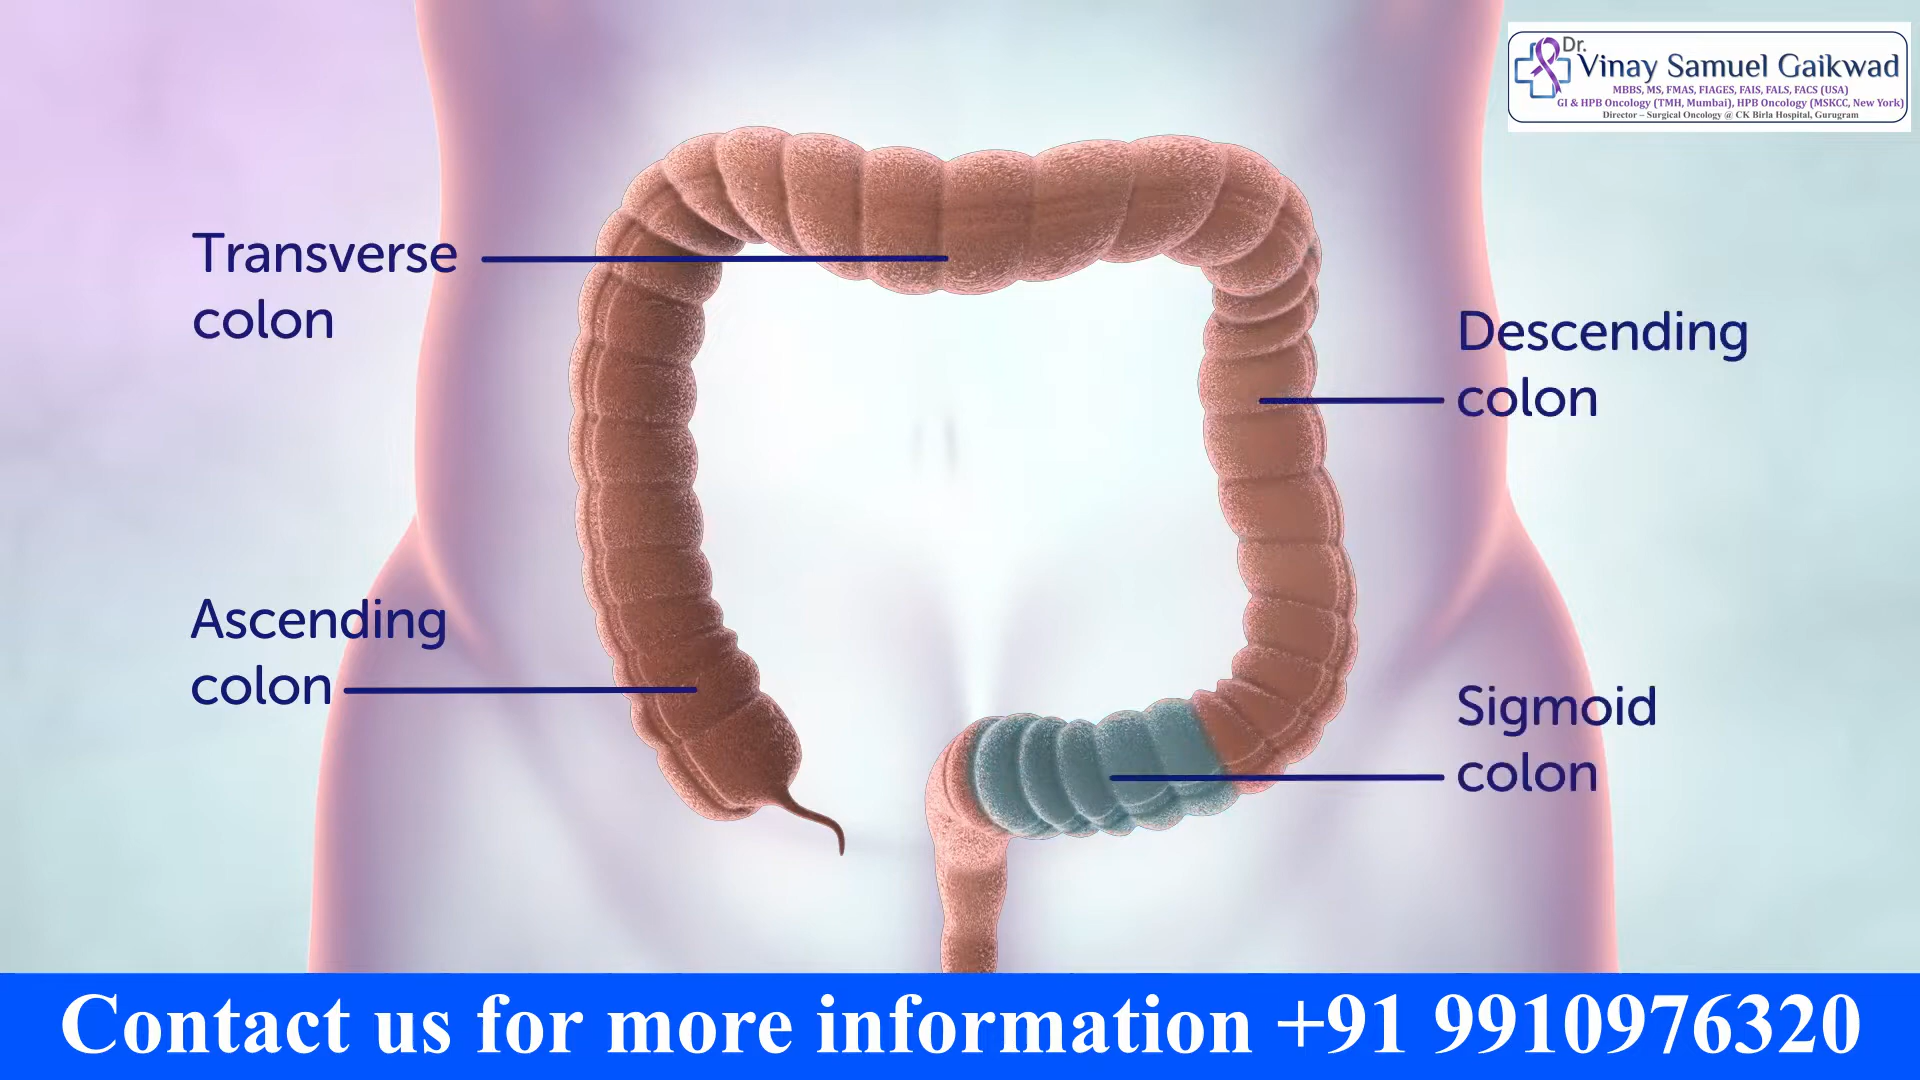 Dr.
Vinay Samuel Gaikwad
MBBS, MS, FMAS, FIAGES, FAIS, FALS, FACS (USA)
GI & HPB Oncology (TMH, Mumbai), HPB Oncology (MSKCC, New York)
Director – Surgical Oncology @ CK Birla Hospital, Gurugram
Transverse
colon
Descending
colon
Ascending
colon
Sigmoid
colon
Contact us for more information +91 9910976320